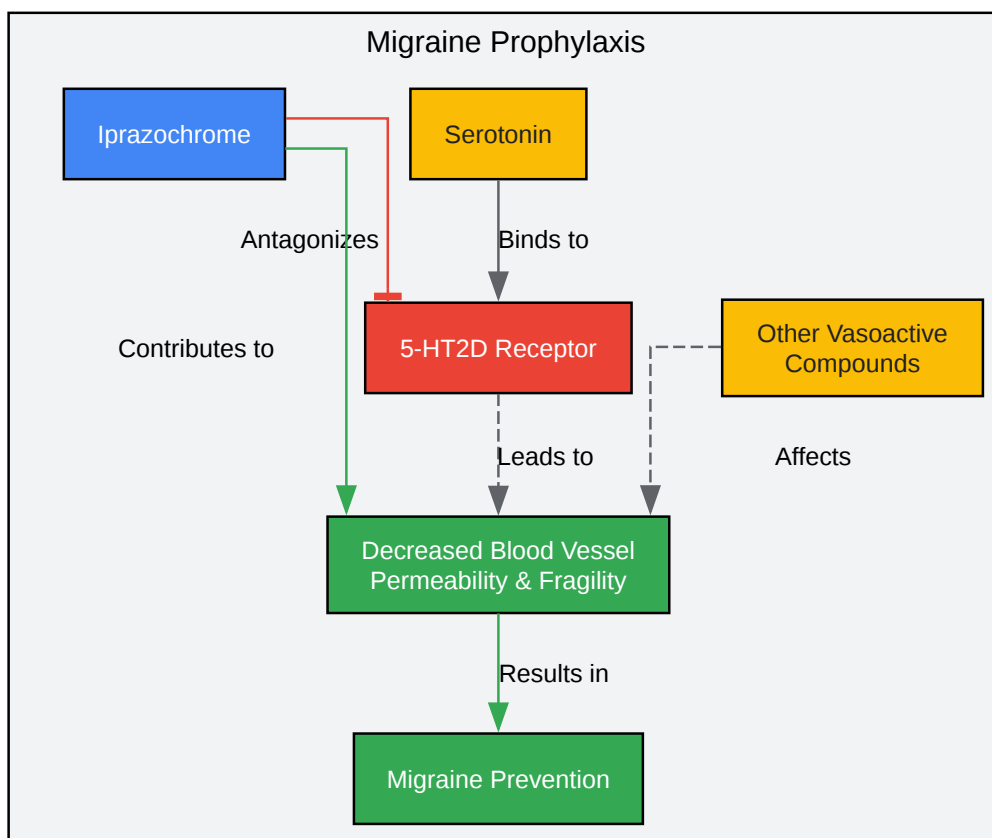 Migraine Prophylaxis
Iprazochrome
Serotonin
Antagonizes
Binds to
Contributes to
5-HT2D Receptor
Other Vasoactive
Compounds
Leads to
Affects
Decreased Blood Vessel
Permeability & Fragility
Results in
Migraine Prevention